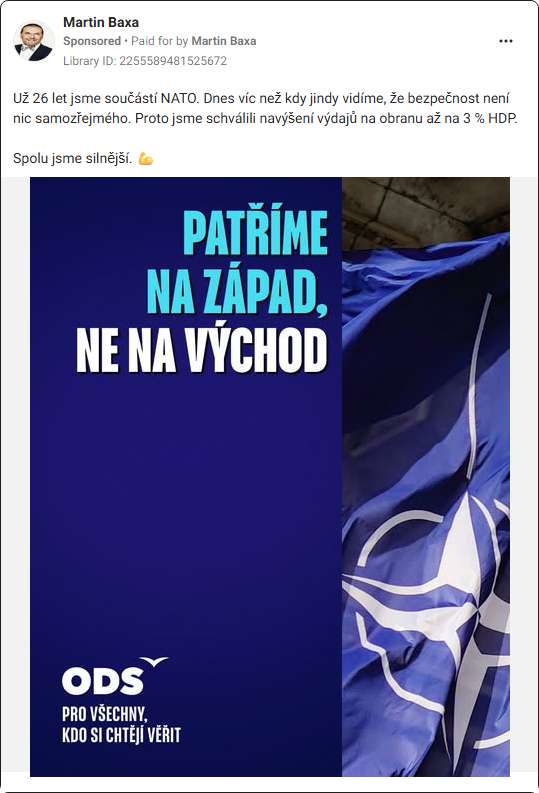 Martin Baxa
Sponsored • Paid for by Martin Baxa
Library ID: 2255589481525672
Už 26 let jsme součástí NATO. Dnes víc než kdy jindy vidíme, že bezpečnost není
nic samozřejmého. Proto jsme schválili navýšení výdajů na obranu až na 3 % HDP.
Spolu jsme silnější. 💪
PATŘÍME
NA ZÁPAD,
NE NA VÝCHOD
ODS
PRO VŠECHNY,
KDO SI CHTĚJÍ VĚŘIT